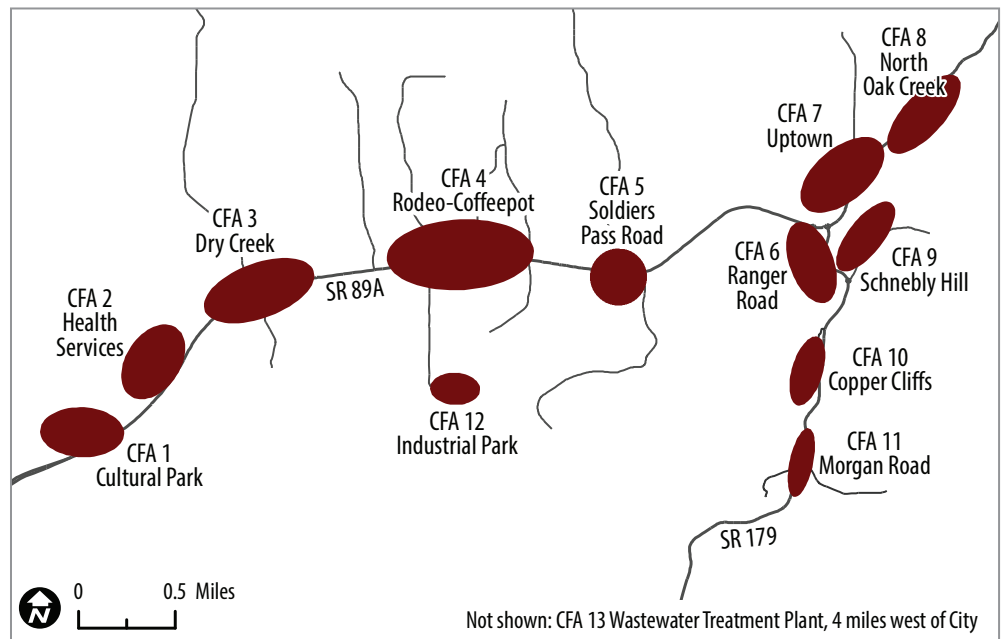 CFA 8
North
Oak Creek
CFA 7
Uptown
CFA 4
Rodeo-Coffeepot
CFA 5
Soldiers
Pass Road
CFA 3
Dry Creek
CFA 6
Ranger
Road
CFA 9
Schnebly Hill
SR 89A
CFA 2
Health
Services
CFA 10
Copper Cliffs
CFA 12
Industrial Park
CFA 1
Cultural Park
CFA 11
Morgan Road
SR 179
N
0 0.5 Miles
Not shown: CFA 13 Wastewater Treatment Plant, 4 miles west of City